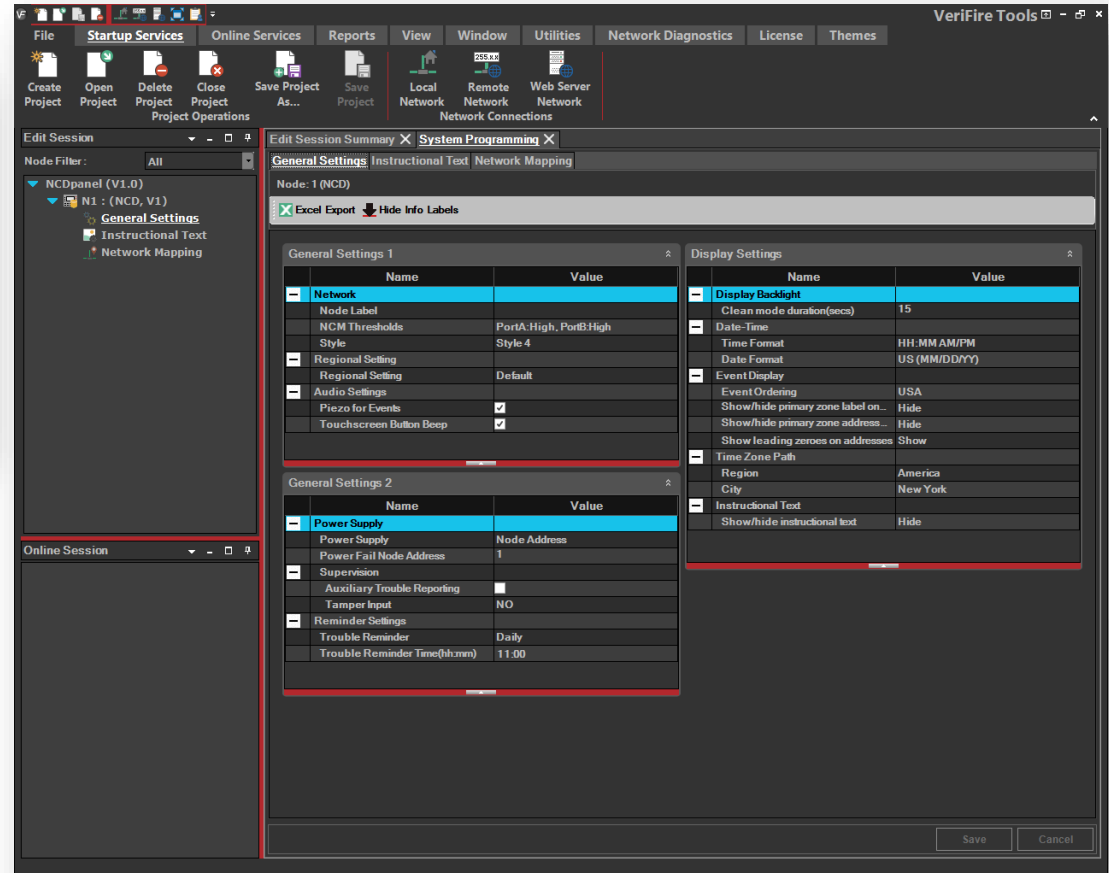 VeriFire Tools
File Startup Services Online Services Reports View Window Utilities Network Diagnostics License Themes
Create Project
Open Project
Delete Project
Close Project
Save Project As...
Save Project
Local Network
Remote Network
Web Server Network
255.x.x
Project Operations
Network Connections
Edit Session
Node Filter: All
NCDpanel (V1.0)
N1 : (NCD, V1)
General Settings
Instructional Text
Network Mapping
Online Session
Edit Session Summary System Programming
General Settings Instructional Text Network Mapping
Node: 1 (NCD)
Excel Export Hide Info Labels
General Settings 1
Name Value
Network
Node Label
NCM Thresholds PortA:High, PortB:High
Style Style 4
Regional Setting
Regional Setting Default
Audio Settings
Piezo for Events
Touchscreen Button Beep
General Settings 2
Name Value
Power Supply
Power Supply Node Address
Power Fail Node Address 1
Supervision
Auxiliary Trouble Reporting
Tamper Input NO
Reminder Settings
Trouble Reminder Daily
Trouble Reminder Time(hh:mm) 11:00
Display Settings
Name Value
Display Backlight
Clean mode duration(secs) 15
Date-Time
Time Format HH:MM AM/PM
Date Format US (MM/DD/YY)
Event Display
Event Ordering USA
Show/hide primary zone label on... Hide
Show/hide primary zone address... Hide
Show leading zeroes on addresses Show
Time Zone Path
Region America
City New York
Instructional Text
Show/hide instructional text Hide
Save Cancel